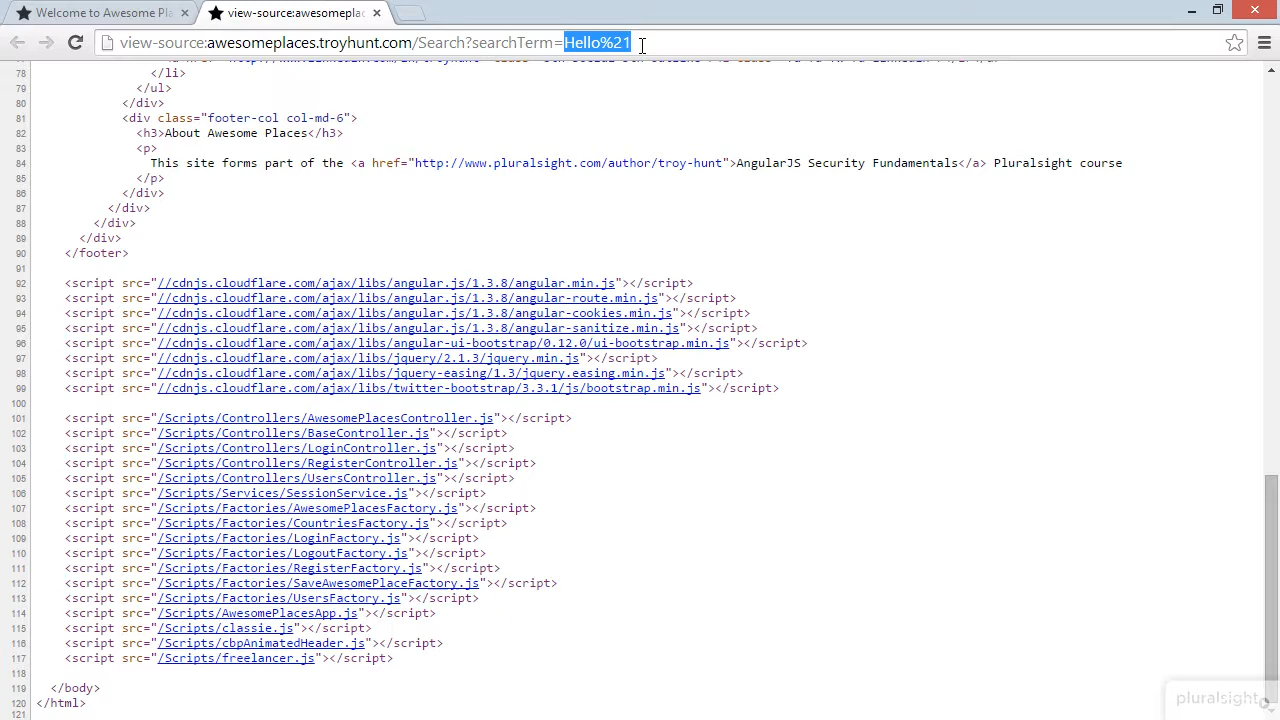 Welcome to Awesome Pla
view-source:awesomeplac
view-source:awesomeplaces.troyhunt.com/Search?searchTerm=Hello%21
78 </li>
79 </ul>
80 </div>
81 <div class="footer-col col-md-6">
82 <h3>About Awesome Places</h3>
83 <p>
84 This site forms part of the <a href="http://www.pluralsight.com/author/troy-hunt">AngularJS Security Fundamentals</a> Pluralsight course
85 </p>
86 </div>
87 </div>
88 </div>
89 </div>
90 </footer>
91
92 <script src="//cdnjs.cloudflare.com/ajax/libs/angular.js/1.3.8/angular.min.js"></script>
93 <script src="//cdnjs.cloudflare.com/ajax/libs/angular.js/1.3.8/angular-route.min.js"></script>
94 <script src="//cdnjs.cloudflare.com/ajax/libs/angular.js/1.3.8/angular-cookies.min.js"></script>
95 <script src="//cdnjs.cloudflare.com/ajax/libs/angular.js/1.3.8/angular-sanitize.min.js"></script>
96 <script src="//cdnjs.cloudflare.com/ajax/libs/angular-ui-bootstrap/0.12.0/ui-bootstrap.min.js"></script>
97 <script src="//cdnjs.cloudflare.com/ajax/libs/jquery/2.1.3/jquery.min.js"></script>
98 <script src="//cdnjs.cloudflare.com/ajax/libs/jquery-easing/1.3/jquery.easing.min.js"></script>
99 <script src="//cdnjs.cloudflare.com/ajax/libs/twitter-bootstrap/3.3.1/js/bootstrap.min.js"></script>
100
101 <script src="/Scripts/Controllers/AwesomePlacesController.js"></script>
102 <script src="/Scripts/Controllers/BaseController.js"></script>
103 <script src="/Scripts/Controllers/LoginController.js"></script>
104 <script src="/Scripts/Controllers/RegisterController.js"></script>
105 <script src="/Scripts/Controllers/UsersController.js"></script>
106 <script src="/Scripts/Services/SessionService.js"></script>
107 <script src="/Scripts/Factories/AwesomePlacesFactory.js"></script>
108 <script src="/Scripts/Factories/CountriesFactory.js"></script>
109 <script src="/Scripts/Factories/LoginFactory.js"></script>
110 <script src="/Scripts/Factories/LogoutFactory.js"></script>
111 <script src="/Scripts/Factories/RegisterFactory.js"></script>
112 <script src="/Scripts/Factories/SaveAwesomePlaceFactory.js"></script>
113 <script src="/Scripts/Factories/UsersFactory.js"></script>
114 <script src="/Scripts/AwesomePlacesApp.js"></script>
115 <script src="/Scripts/classie.js"></script>
116 <script src="/Scripts/cbpAnimatedHeader.js"></script>
117 <script src="/Scripts/freelancer.js"></script>
118
119 </body>
120 </html>
121
pluralsight